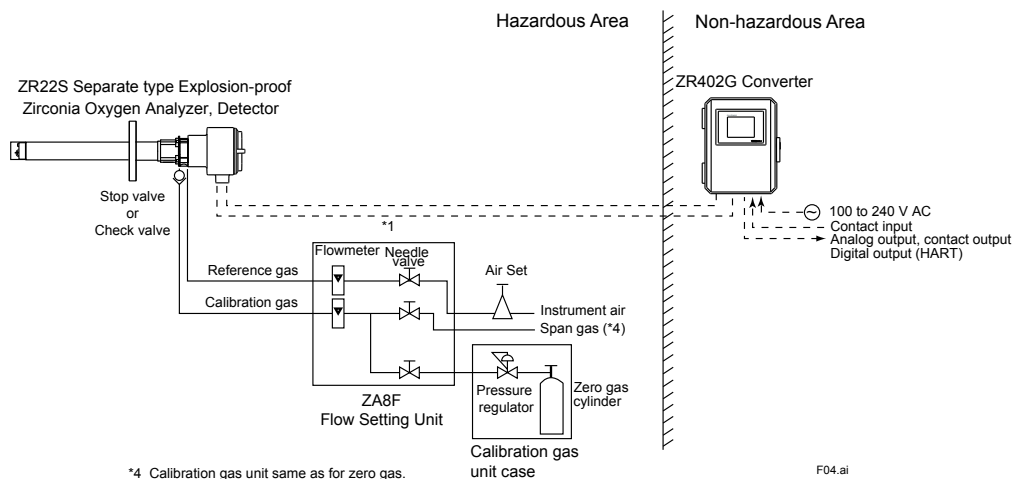 Hazardous Area
Non-hazardous Area
ZR22S Separate type Explosion-proof
Zirconia Oxygen Analyzer, Detector
ZR402G Converter
Stop valve
or
Check valve
*1
100 to 240 V AC
Contact input
Analog output, contact output
Digital output (HART)
Flowmeter
Needle
valve
Air Set
Reference gas
Calibration gas
Instrument air
Span gas (*4)
Pressure
regulator
Zero gas
cylinder
ZA8F
Flow Setting Unit
Calibration gas
unit case
*4 Calibration gas unit same as for zero gas.
F04.ai